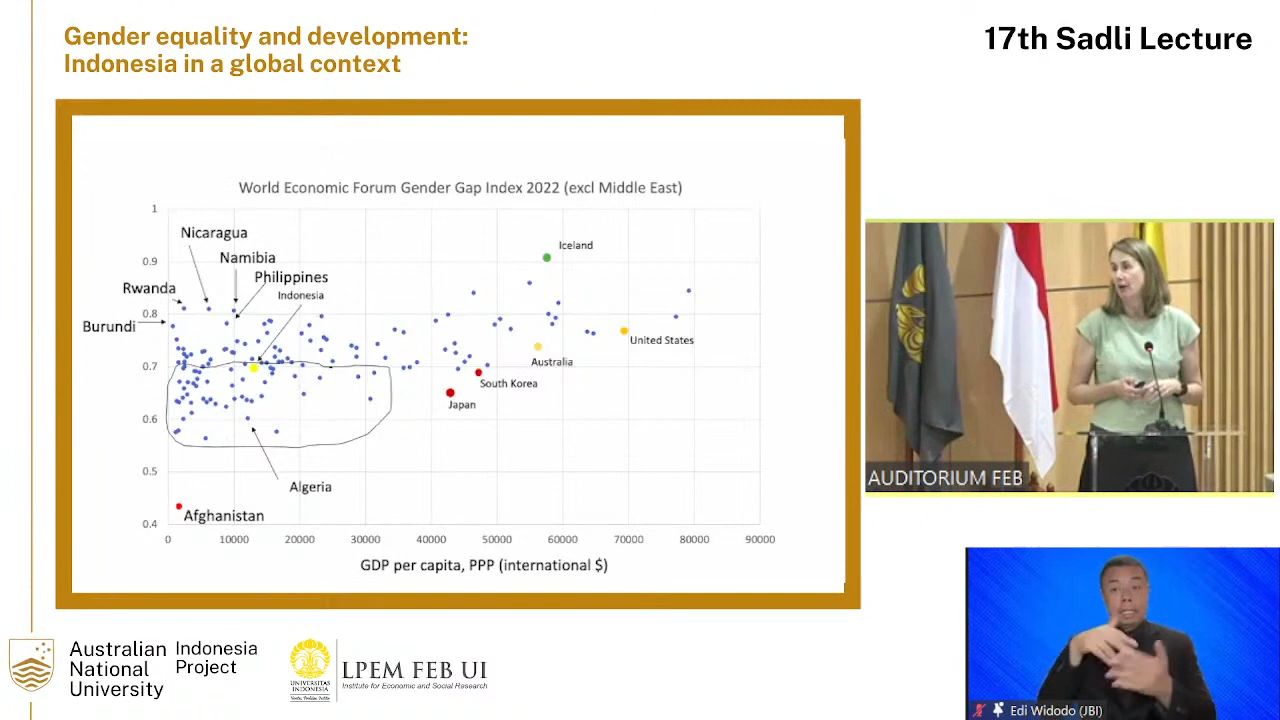 Gender equality and development:
Indonesia in a global context
17th Sadli Lecture
World Economic Forum Gender Gap Index 2022 (excl Middle East)
1
0.9
0.8
0.7
0.6
0.5
0.4
Nicaragua
Namibia
Philippines
Indonesia
Rwanda
Burundi
Iceland
United States
Australia
South Korea
Japan
Algeria
Afghanistan
0 10000 20000 30000 40000 50000 60000 70000 80000 90000
GDP per capita, PPP (international $)
AUDITORIUM FEB
Edi Widodo (JBI)
Australian
National
University
Indonesia
Project
UNIVERSITAS
INDONESIA
LPEM FEB UI
Institute for Economic and Social Research